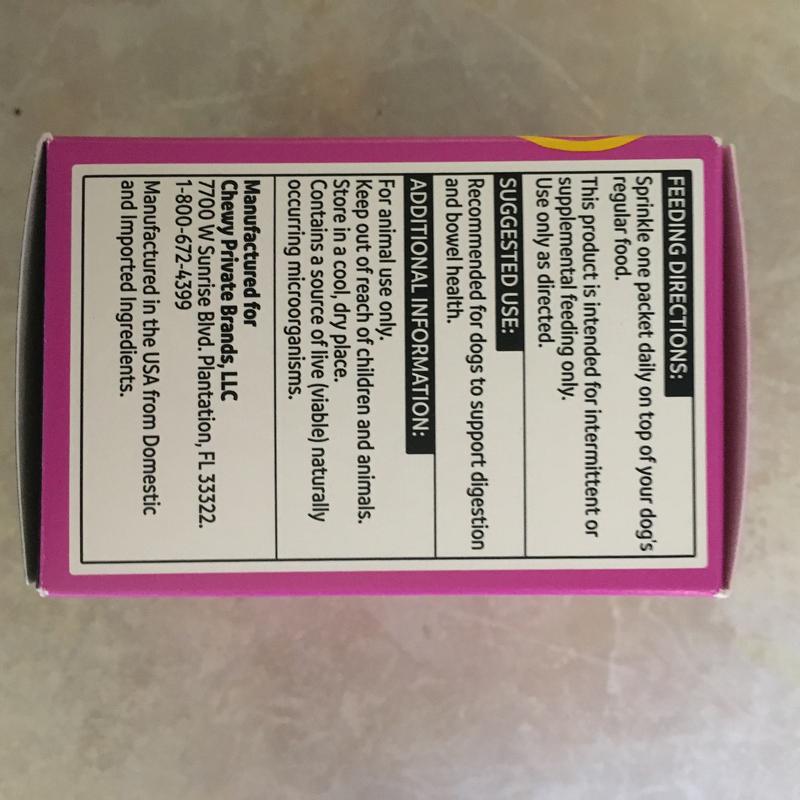 FEEDING DIRECTIONS:
Sprinkle one packet daily on top of your dog's
regular food.
This product is intended for intermittent or
supplemental feeding only.
Use only as directed.
SUGGESTED USE:
Recommended for dogs to support digestion
and bowel health.
ADDITIONAL INFORMATION:
For animal use only.
Keep out of reach of children and animals.
Store in a cool, dry place.
Contains a source of live (viable) naturally
occurring microorganisms.
Manufactured for
Chewy Private Brands, LLC
7700 W Sunrise Blvd. Plantation, FL 33322.
1-800-672-4399
Manufactured in the USA from Domestic
and Imported Ingredients.